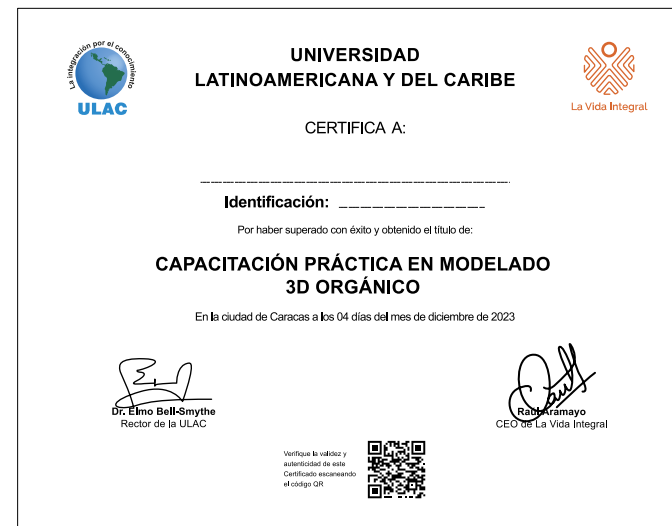 La integración por el conocimiento
ULAC
UNIVERSIDAD
LATINOAMERICANA Y DEL CARIBE
La Vida Integral
CERTIFICA A:
Identificación:
Por haber superado con éxito y obtenido el título de:
CAPACITACIÓN PRÁCTICA EN MODELADO
3D ORGÁNICO
En la ciudad de Caracas a los 04 días del mes de diciembre de 2023
Dr. Elmo Bell-Smythe
Rector de la ULAC
Raúl Aramayo
CEO de La Vida Integral
Verifique la validez y
autenticidad de este
Certificado escaneando
el código QR